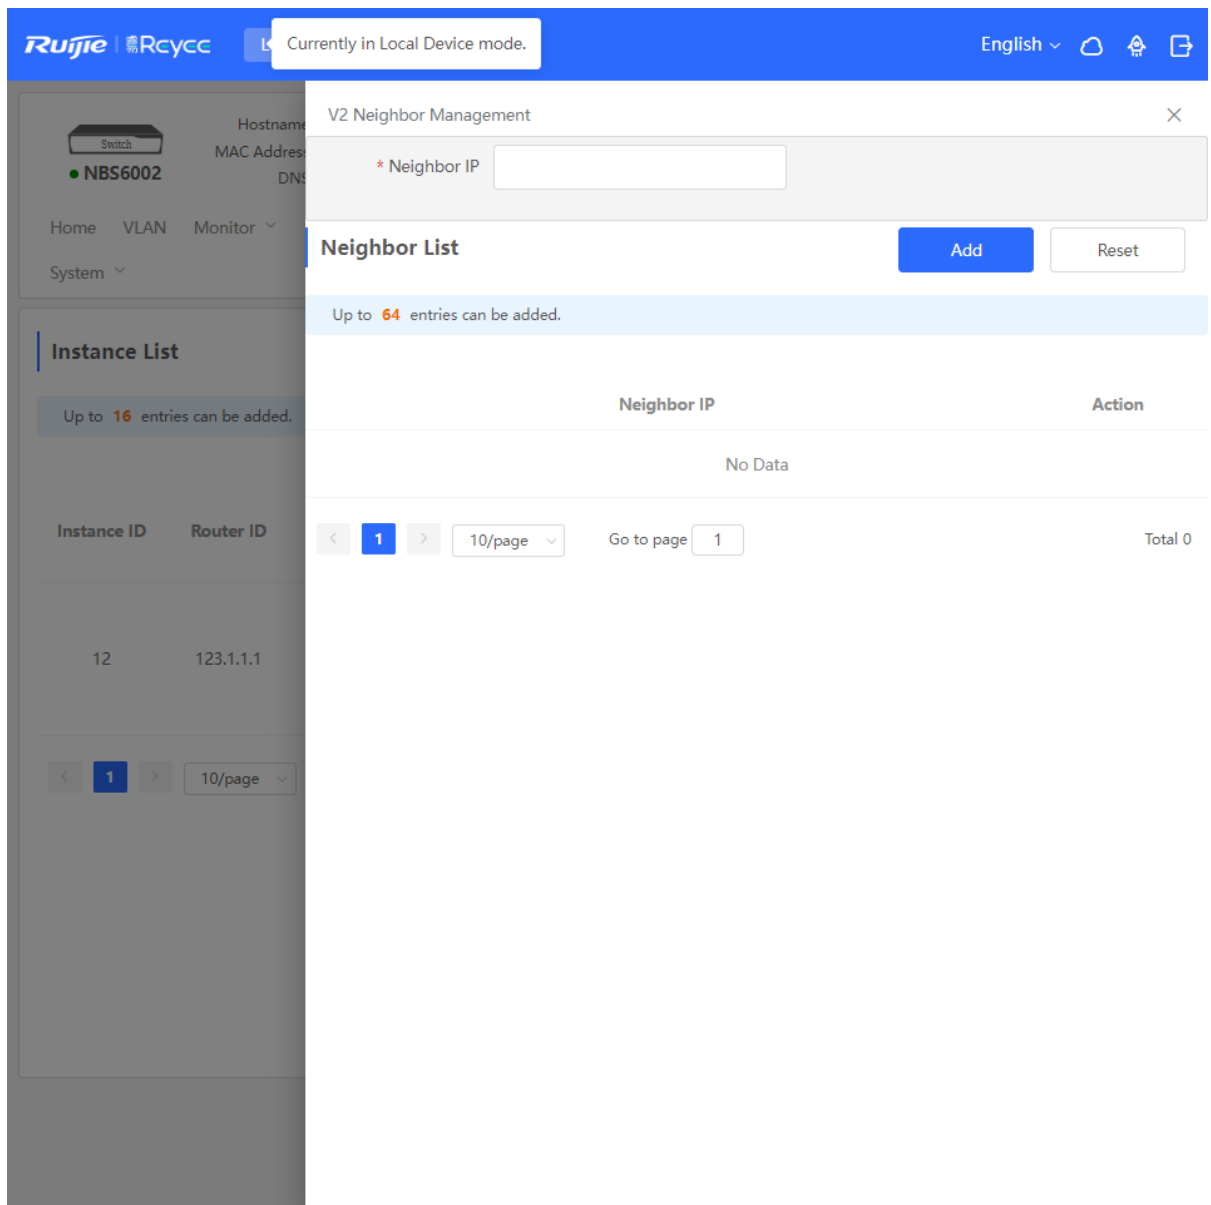 Ruijie | 睿易 Reyee
Currently in Local Device mode.
English
V2 Neighbor Management
Switch
NBS6002
Hostname
MAC Address
DNS
* Neighbor IP
Home VLAN Monitor
System
Neighbor List
Add
Reset
Up to 64 entries can be added.
Instance List
Up to 16 entries can be added.
Neighbor IP Action
No Data
Instance ID Router ID
1
10/page
Go to page 1
Total 0
12 123.1.1.1
1
10/page